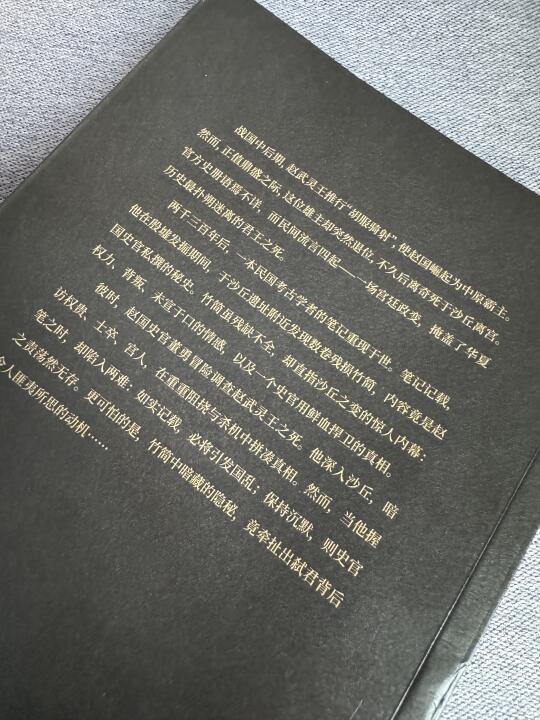 战国中后期，赵武灵王推行“胡服骑射”，使赵国崛起为中原霸主。
然而，正值鼎盛之际，这位雄主却突然退位，不久后离奇死于沙丘离宫。
官方史册语焉不详，而民间流言四起——一场宫廷政变，掩盖了华夏
历史最扑朔迷离的君王之死。
两千三百年后，一本民国考古学者的笔记重现于世。笔记记载，
他在殷墟发掘期间，于沙丘遗址附近发现数卷残损竹简，内容竟是赵
国史官私撰的秘史。竹简虽残缺不全，却直指沙丘之变的惊人内幕：
权力、背叛、未宣于口的情感，以及一个史官用鲜血捍卫的真相。
彼时，赵国史官董勇冒险调查赵武灵王之死。他深入沙丘，暗
访权贵、士卒、宫人，在重重阻挠与杀机中拼凑真相。然而，当他握
笔之时，却陷入两难：如实记载，必将引发国乱；保持沉默，则史官
之责荡然无存。更可怕的是，竹简中暗藏的隐秘，竟牵扯出弑君背后
令人匪夷所思的动机……